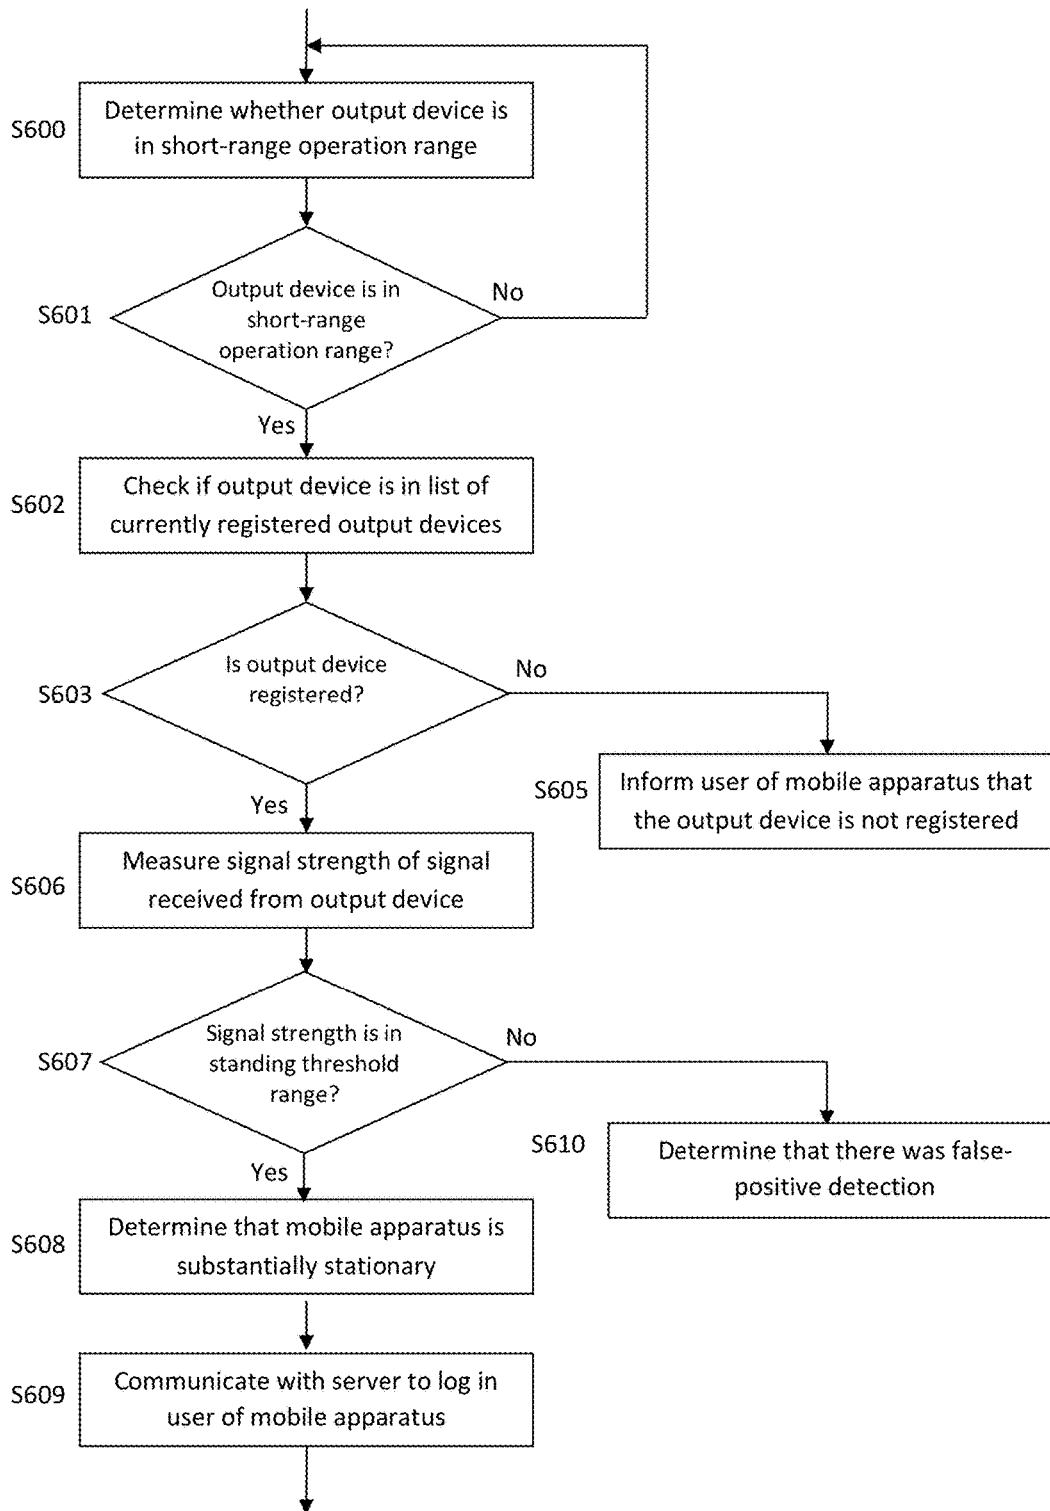 S600
Determine whether output device is
in short-range operation range
S601
Output device is in
short-range
operation range?
No
Yes
S602
Check if output device is in list of
currently registered output devices
S603
Is output device
registered?
No
Yes
S605
Inform user of mobile apparatus that
the output device is not registered
S606
Measure signal strength of signal
received from output device
S607
Signal strength is in
standing threshold
range?
No
Yes
S610
Determine that there was false-
positive detection
S608
Determine that mobile apparatus is
substantially stationary
S609
Communicate with server to log in
user of mobile apparatus